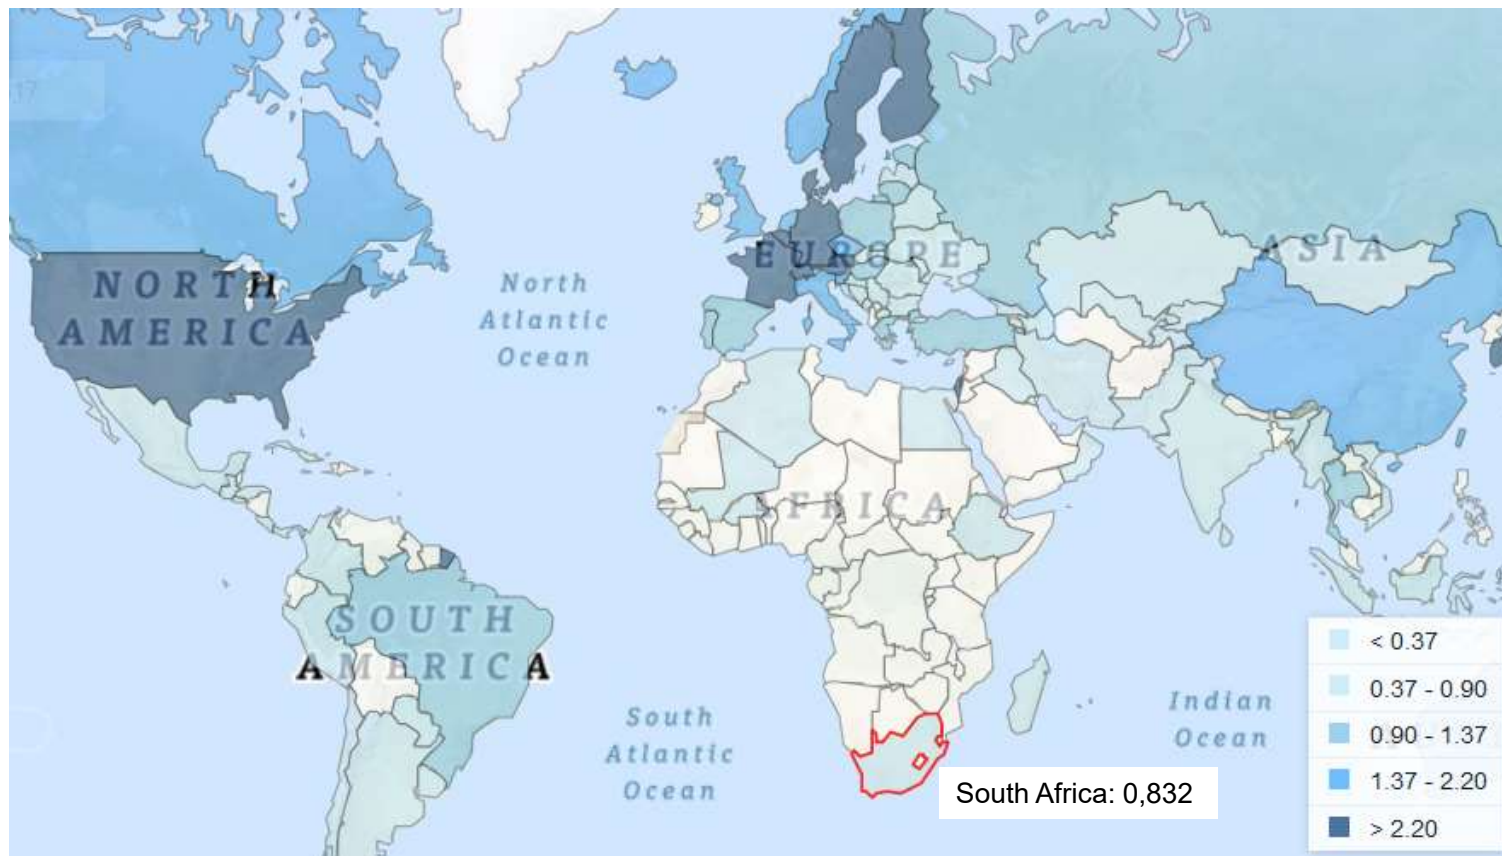 17
NORTH
AMERICA
North
Atlantic
Ocean
EUROPE
ASIA
AFRICA
SOUTH
AMERICA
South
Atlantic
Ocean
Indian
Ocean
South Africa: 0,832
< 0.37
0.37 - 0.90
0.90 - 1.37
1.37 - 2.20
> 2.20